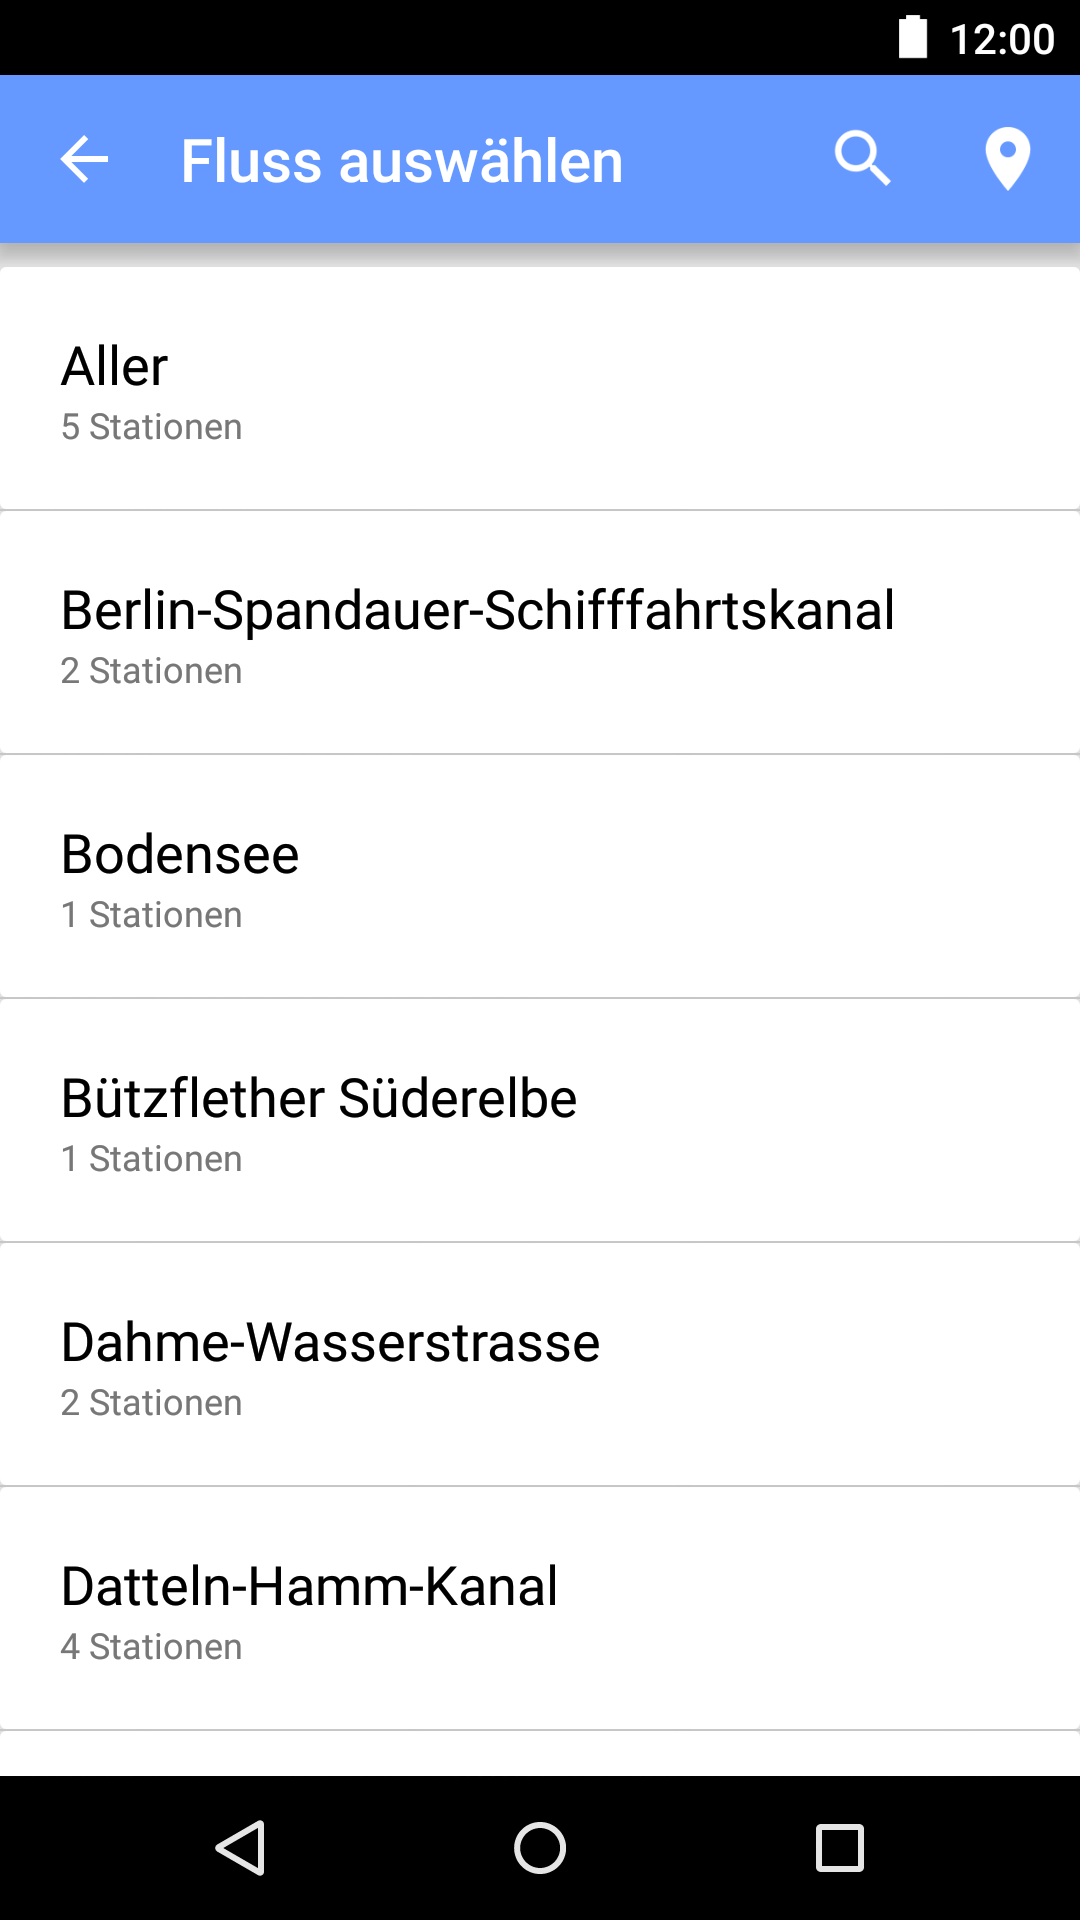 12:00
Fluss auswählen
Aller
5 Stationen
Berlin-Spandauer-Schifffahrtskanal
2 Stationen
Bodensee
1 Stationen
Bützflether Süderelbe
1 Stationen
Dahme-Wasserstrasse
2 Stationen
Datteln-Hamm-Kanal
4 Stationen